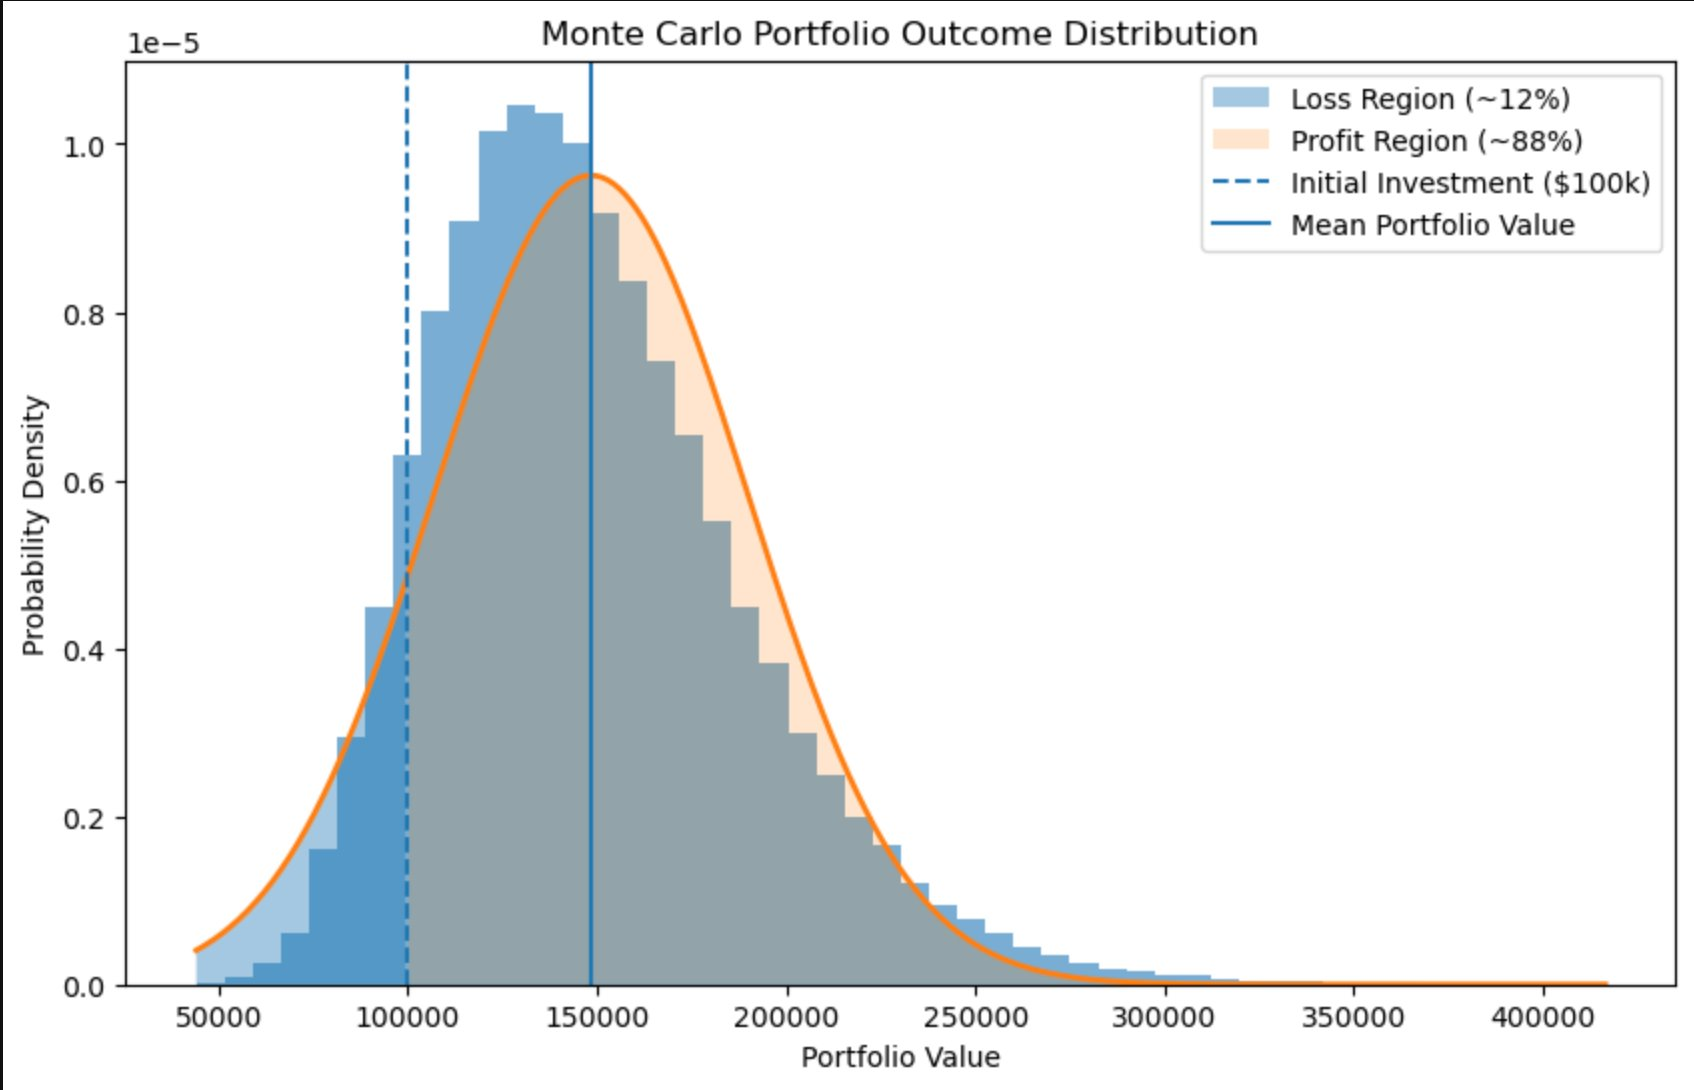 Monte Carlo Portfolio Outcome Distribution
1e−5
Loss Region (~12%)
Profit Region (~88%)
Initial Investment ($100k)
Mean Portfolio Value
Probability Density
1.0
0.8
0.6
0.4
0.2
0.0
50000 100000 150000 200000 250000 300000 350000 400000
Portfolio Value